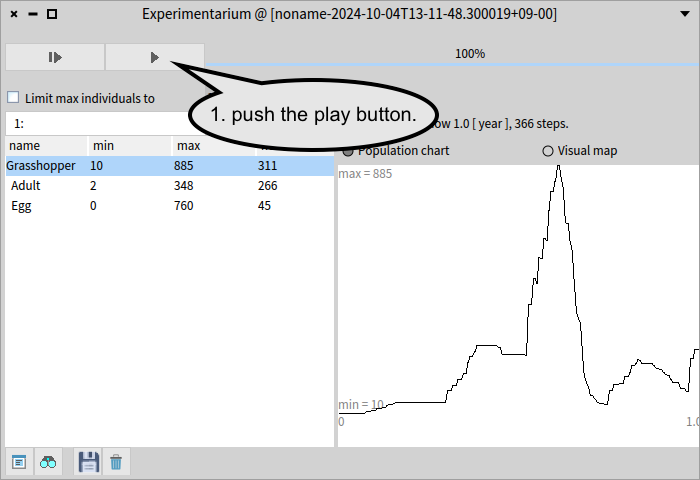 Experimentarium @ [noname-2024-10-04T13-11-48.300019+09-00]
100%
Limit max individuals to
1. push the play button.
1:
1.0 [ year ], 366 steps.
name min max
Population chart
Visual map
Grasshopper 10 885 311
Adult 2 348 266
Egg 0 760 45
max = 885
min = 10
0
1.0